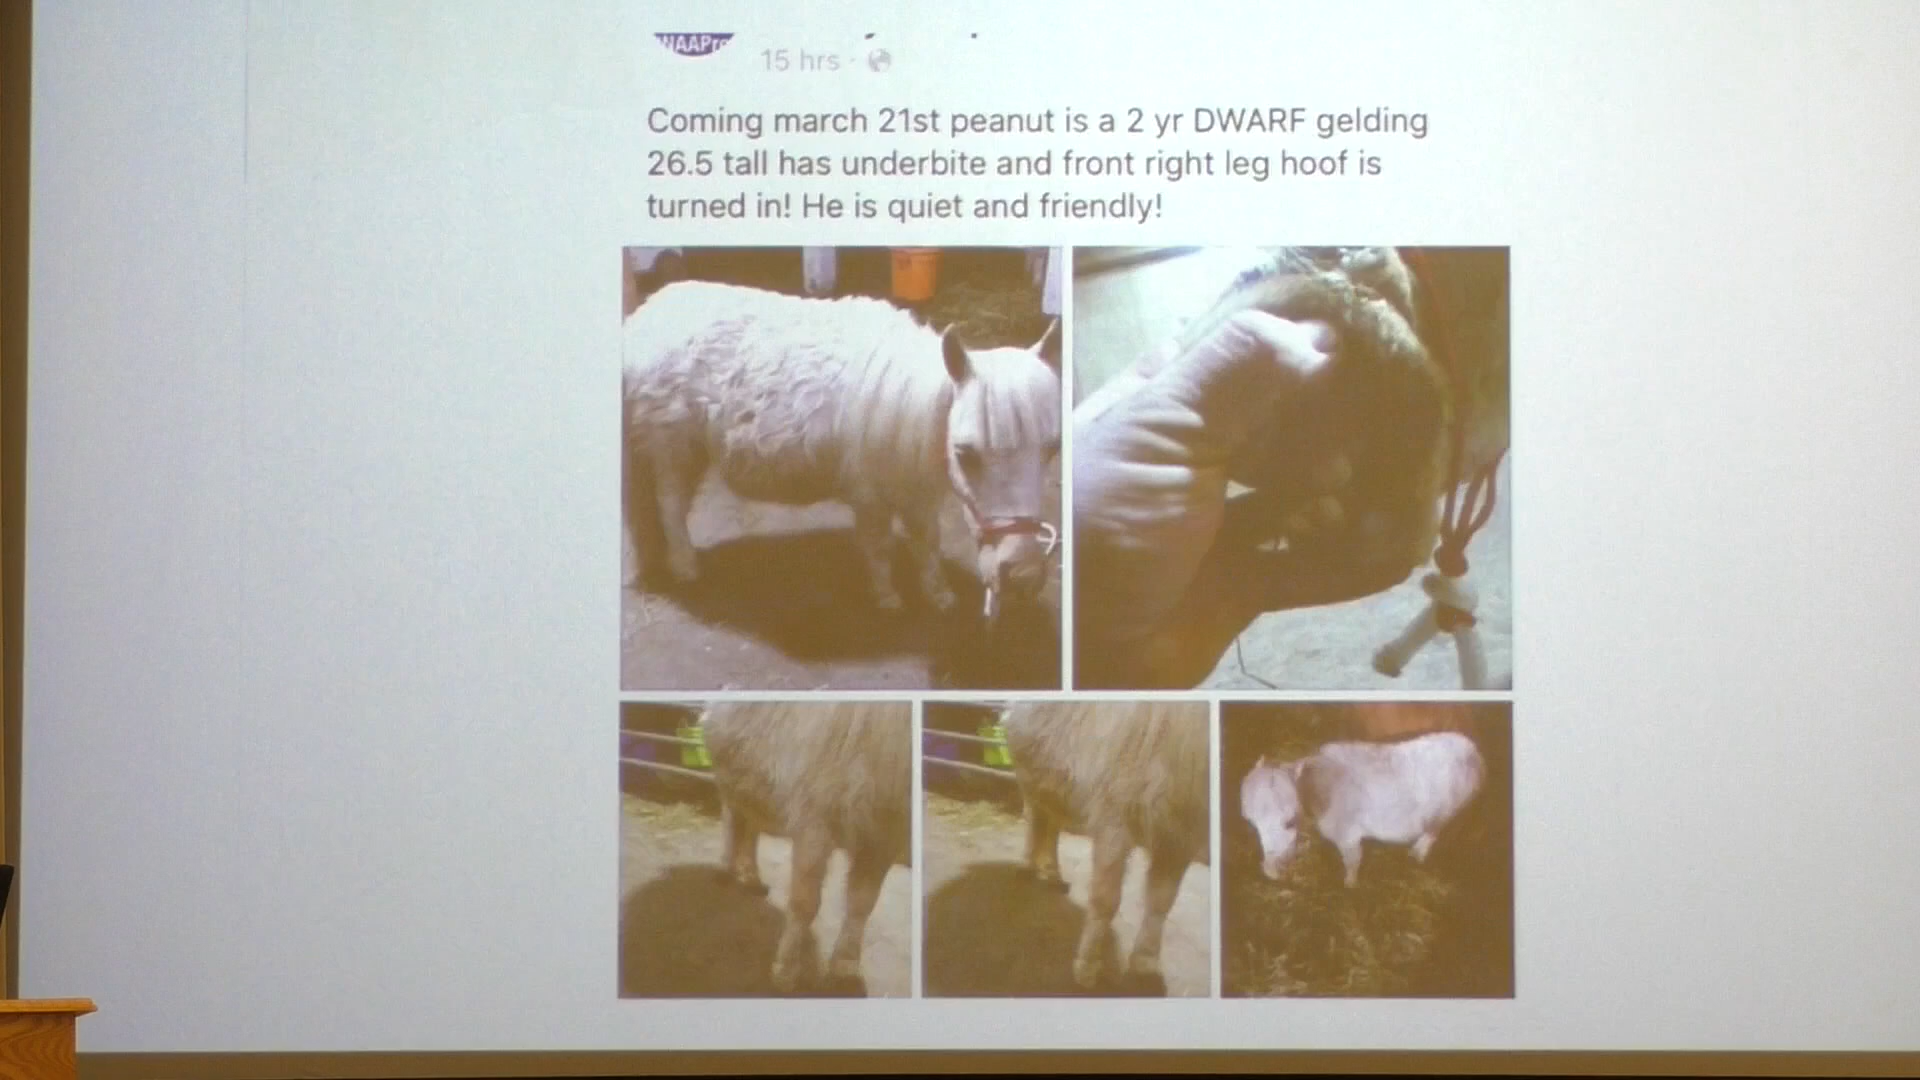 15 hrs ·
Coming march 21st peanut is a 2 yr DWARF gelding
26.5 tall has underbite and front right leg hoof is
turned in! He is quiet and friendly!